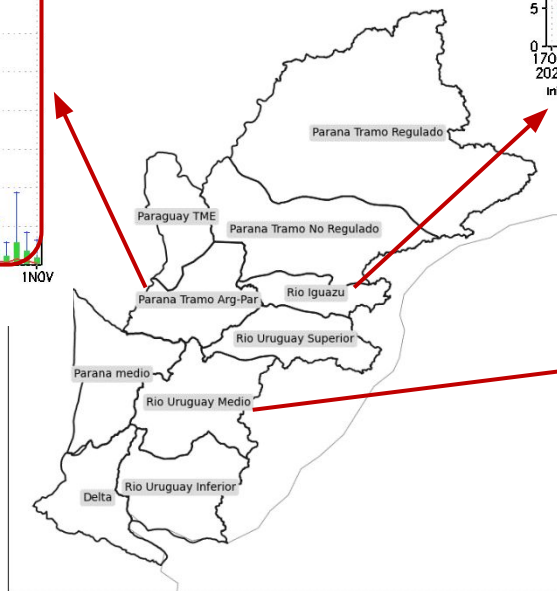 5
0
170
202
Ini
Parana Tramo Regulado
Paraguay TME
Parana Tramo No Regulado
1NOV
Parana Tramo Arg-Par
Rio Iguazu
Rio Uruguay Superior
Parana medio
Rio Uruguay Medio
Rio Uruguay Inferior
Delta